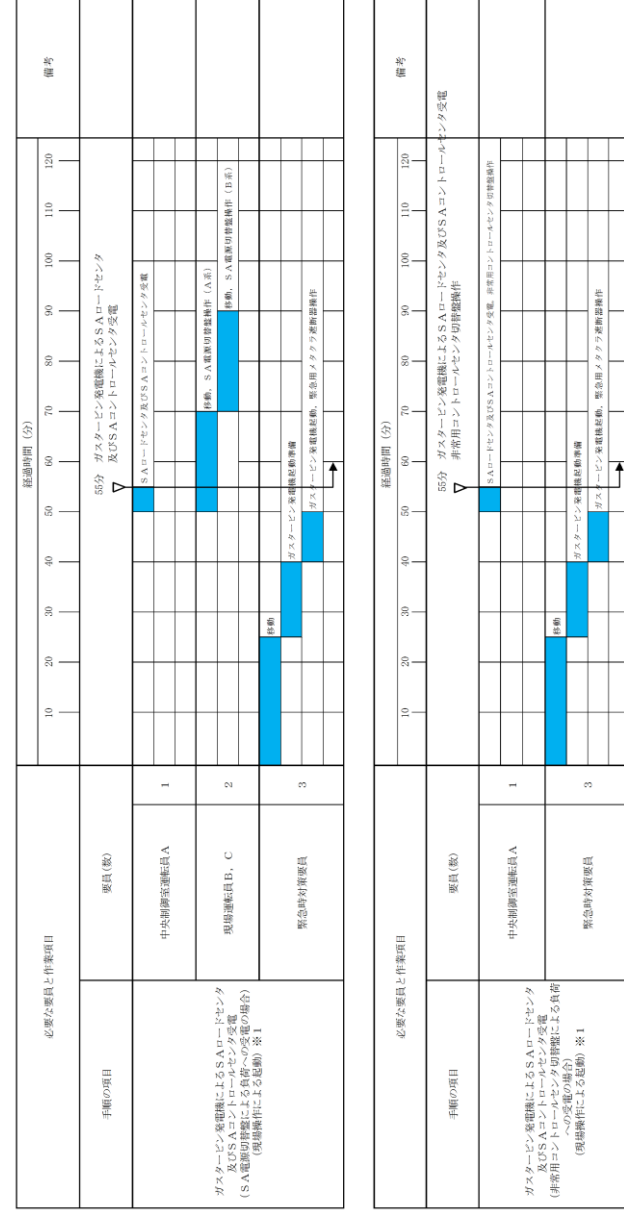 必要な要員と作業項目
経過時間（分）
備考
10
20
30
40
50
60
70
80
90
100
110
120
手順の項目
要員(数)
55分 ガスタービン発電機によるＳＡロードセンタ
及びＳＡコントロールセンタ受電
ガスタービン発電機によるＳＡロードセンタ
及びＳＡコントロールセンタ受電
(ＳＡ電源切替盤による負荷への受電の場合)
(現場操作による起動) ※１
中央制御室運転員Ａ
1
ＳＡロードセンタ及びＳＡコントロールセンタ受電
現場運転員Ｂ，Ｃ
2
移動，ＳＡ電源切替盤操作（Ａ系）
移動，ＳＡ電源切替盤操作（Ｂ系）
緊急時対策要員
3
移動
ガスタービン発電機起動準備
ガスタービン発電機起動，緊急用メタクラ遮断器操作
必要な要員と作業項目
経過時間（分）
備考
10
20
30
40
50
60
70
80
90
100
110
120
手順の項目
要員(数)
55分 ガスタービン発電機によるＳＡロードセンタ及びＳＡコントロールセンタ受電
非常用コントロールセンタ切替盤操作
ガスタービン発電機によるＳＡロードセンタ
及びＳＡコントロールセンタ受電
(非常用コントロールセンタ切替盤による負荷
への受電の場合)
(現場操作による起動) ※１
中央制御室運転員Ａ
1
ＳＡロードセンタ及びＳＡコントロールセンタ受電，非常用コントロールセンタ切替盤操作
緊急時対策要員
3
移動
ガスタービン発電機起動準備
ガスタービン発電機起動，緊急用メタクラ遮断器操作